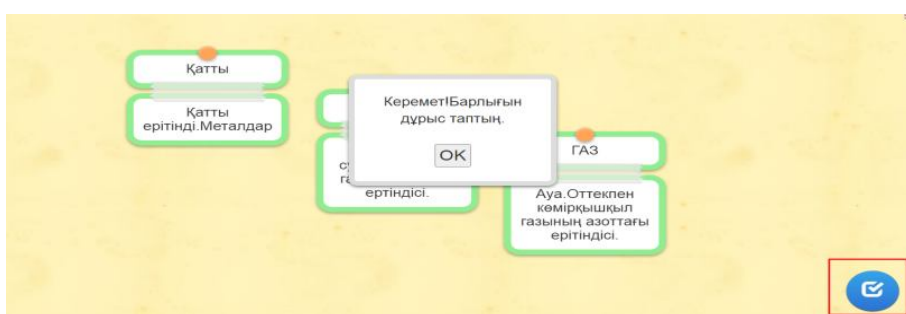 Қатты
Қатты
ерітінді.Металдар
Керемет!Барлығын
дұрыс таптың.
OK
ертіндісі.
ГАЗ
Ауа.Оттекпен
көмірқышқыл
газының азоттағы
ерітіндісі.